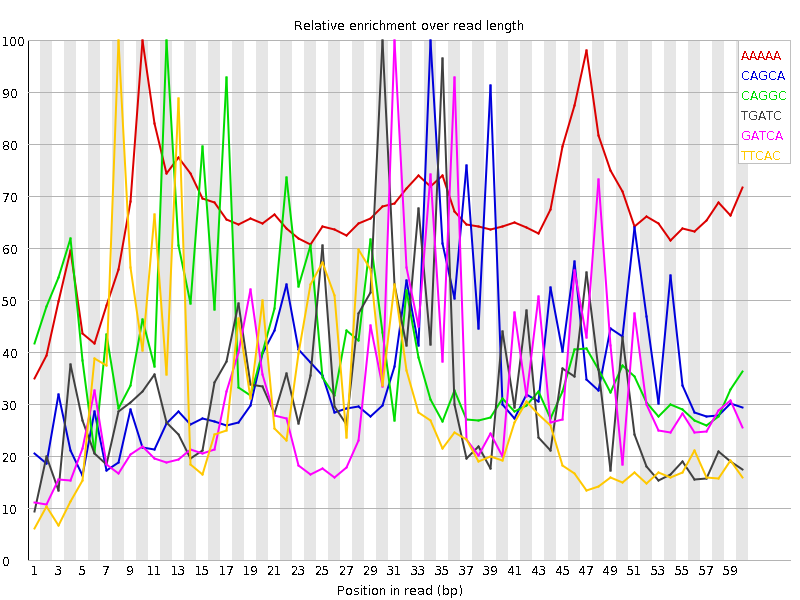 Relative enrichment over read length
100
90
80
70
60
50
40
30
20
10
0
AAAAA
CAGCA
CAGGC
TGATC
GATCA
TTCAC
1 3 5 7 9 11 13 15 17 19 21 23 25 27 29 31 33 35 37 39 41 43 45 47 49 51 53 55 57 59
Position in read (bp)